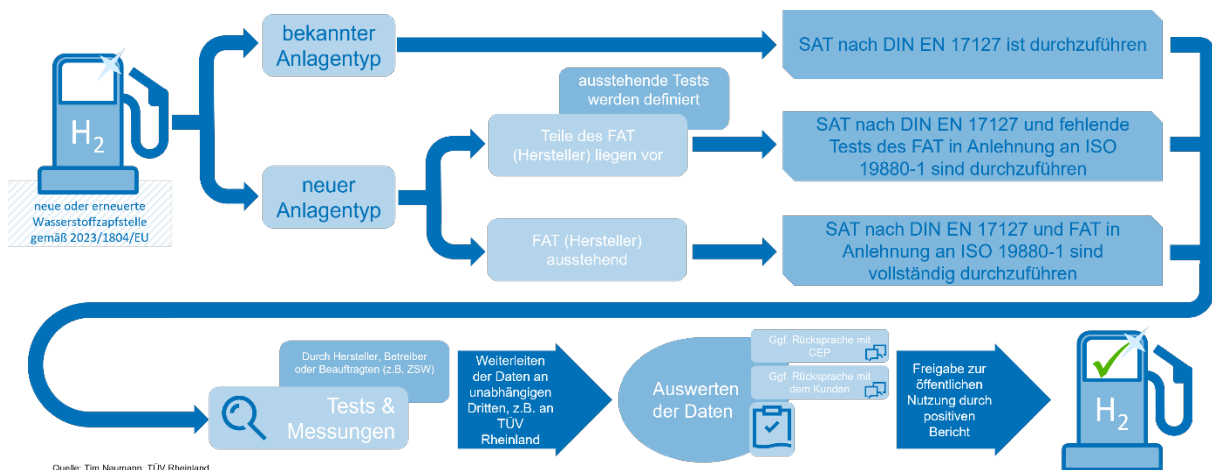 bekannter
Anlagentyp
SAT nach DIN EN 17127 ist durchzuführen
ausstehende Tests
werden definiert
H2
Teile des FAT
(Hersteller) liegen vor
SAT nach DIN EN 17127 und fehlende
Tests des FAT in Anlehnung an ISO
19880-1 sind durchzuführen
neuer
Anlagentyp
neue oder erneuerte
Wasserstoffzapfstelle
gemäß 2023/1804/EU
FAT (Hersteller)
ausstehend
SAT nach DIN EN 17127 und FAT in
Anlehnung an ISO 19880-1 sind
vollständig durchzuführen
Durch Hersteller, Betreiber
oder Beauftragten (z.B. ZSW)
Tests &
Messungen
Weiterleiten
der Daten an
unabhängigen
Dritten, z.B. an
TÜV
Rheinland
Auswerten
der Daten
Ggf. Rücksprache mit
CEP
Ggf. Rücksprache mit
dem Kunden
Freigabe zur
öffentlichen
Nutzung durch
positiven
Bericht
H2
Quelle: Tim Naumann, TÜV Rheinland